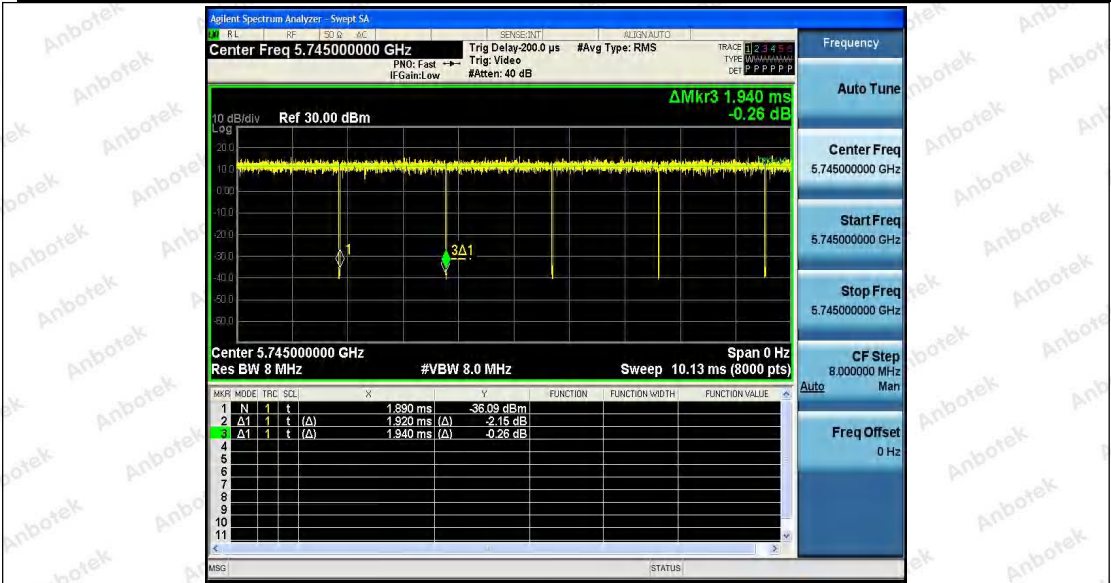 Agilent Spectrum Analyzer - Swept SA
RL RF 50 Ω AC SENSE:INT ALIGN AUTO
Center Freq 5.745000000 GHz
PNO: Fast
IFGain:Low
Trig Delay-200.0 µs
Trig: Video
#Atten: 40 dB
#Avg Type: RMS
TRACE 1 2 3 4 5 6
TYPE
DET P P P P P P
ΔMkr3 1.940 ms
-0.26 dB
10 dB/div Ref 30.00 dBm
Log
20.0
10.0
0.00
-10.0
-20.0
-30.0
-40.0
-50.0
-60.0
1
3Δ1
Center 5.745000000 GHz Span 0 Hz
Res BW 8 MHz #VBW 8.0 MHz Sweep 10.13 ms (8000 pts)
MKR MODE TRC SCL X Y FUNCTION FUNCTION WIDTH FUNCTION VALUE
1 N 1 t 1.890 ms -36.09 dBm
2 Δ1 1 t (Δ) 1.920 ms (Δ) -2.15 dB
3 Δ1 1 t (Δ) 1.940 ms (Δ) -0.26 dB
4
5
6
7
8
9
10
11
MSG STATUS
Frequency
Auto Tune
Center Freq
5.745000000 GHz
Start Freq
5.745000000 GHz
Stop Freq
5.745000000 GHz
CF Step
8.000000 MHz
Auto Man
Freq Offset
0 Hz
Anbotek